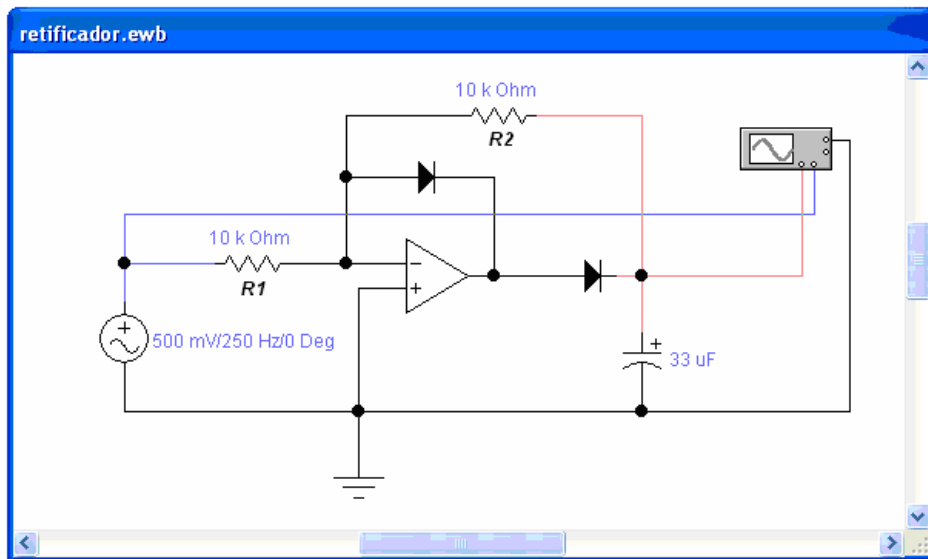 retificador.ewb
10 k Ohm
R2
10 k Ohm
R1
500 mV/250 Hz/0 Deg
33 uF